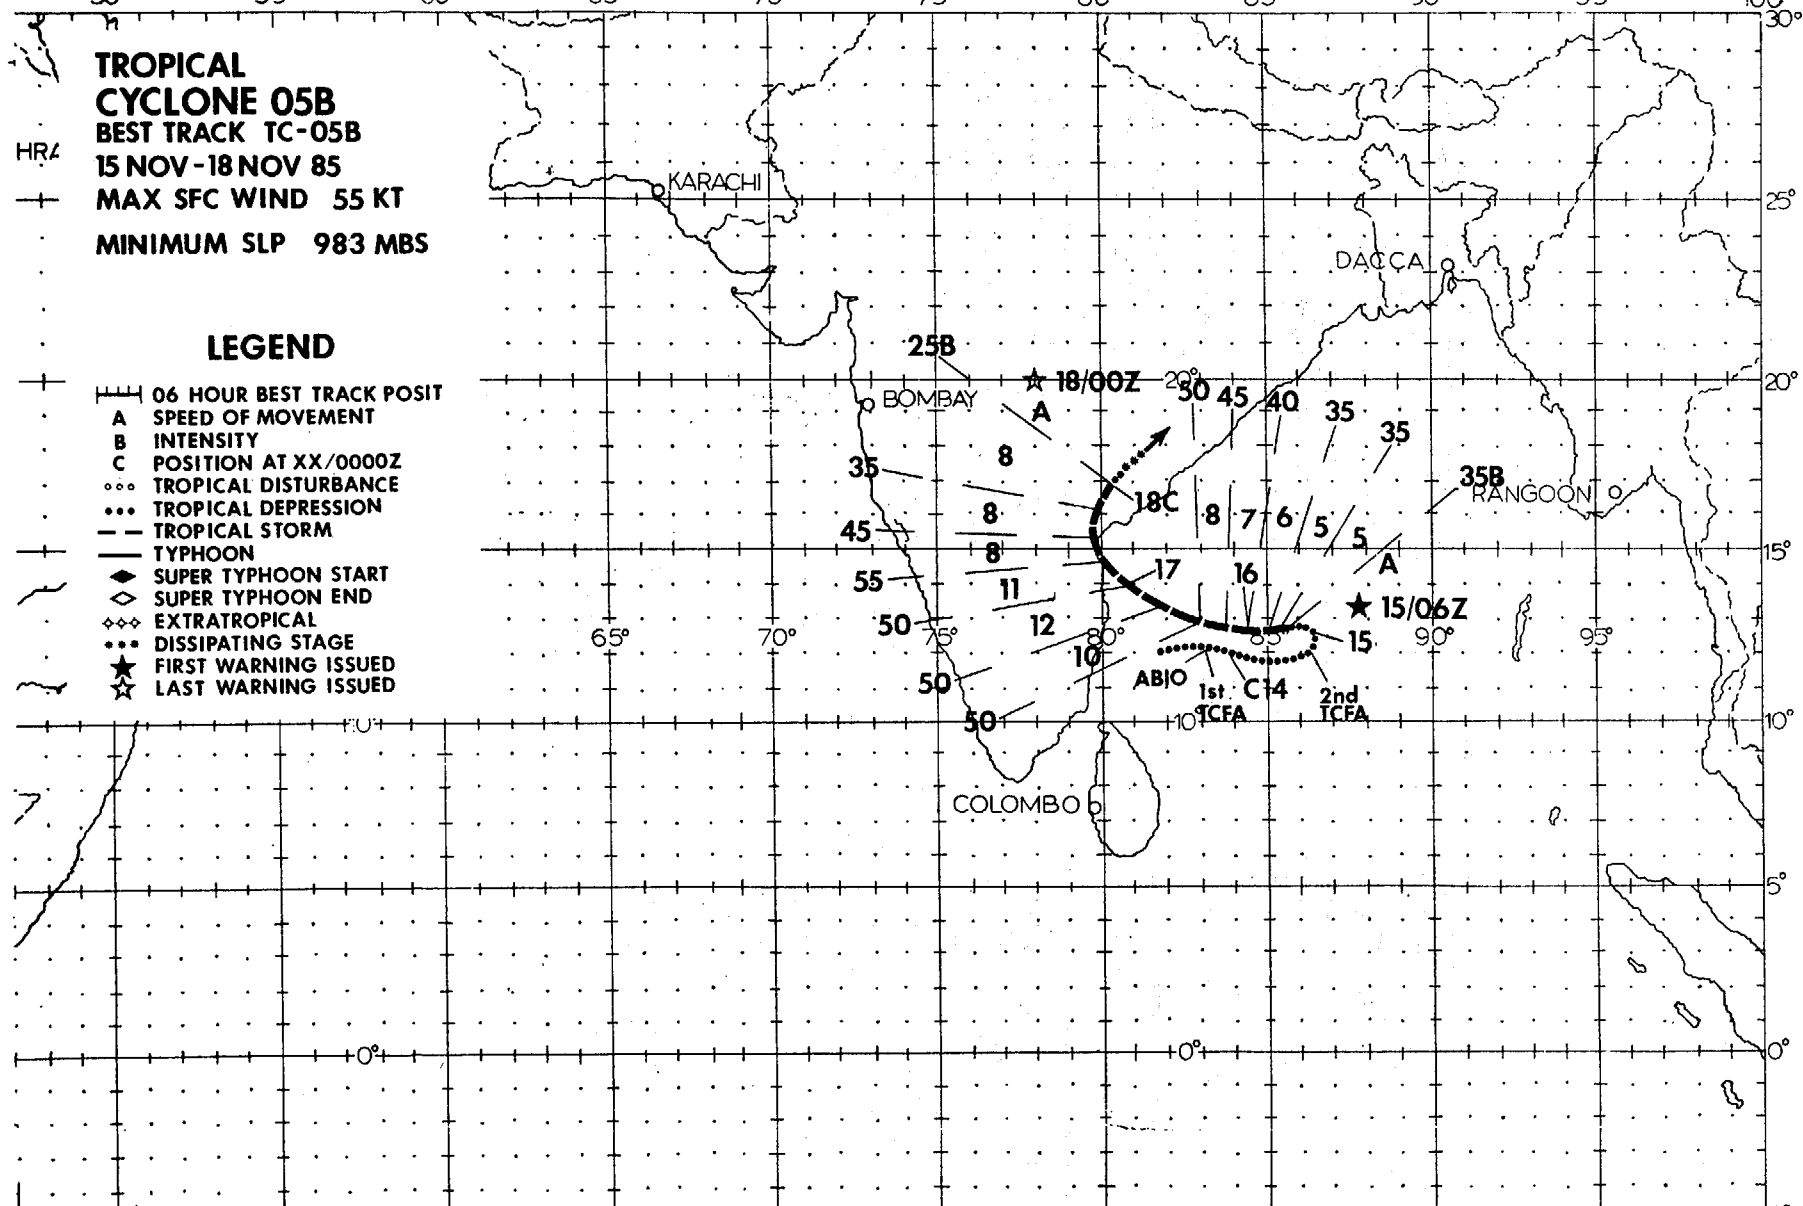 TROPICAL
CYCLONE 05B
BEST TRACK TC-05B
15 NOV-18 NOV 85
MAX SFC WIND 55 KT
MINIMUM SLP 983 MBS
LEGEND
06 HOUR BEST TRACK POSIT
A SPEED OF MOVEMENT
B INTENSITY
C POSITION AT XX/0000Z
TROPICAL DISTURBANCE
TROPICAL DEPRESSION
TROPICAL STORM
TYPHOON
SUPER TYPHOON START
SUPER TYPHOON END
EXTRATROPICAL
DISSIPATING STAGE
FIRST WARNING ISSUED
LAST WARNING ISSUED
30°
KARACHI
25°
DACCA
25B
18/00Z
20°
20°
BOMBAY
A
50
45
40
35
35
35
8
35B
RANGOON
18C
8
8
7
6
5
5
45
15°
8
A
55
11
17
16
15/06Z
50
12
65°
70°
75°
80°
85°
15
90°
95°
10
50
ABIO
1st
TCFA
C14
2nd
TCFA
50
10°
10°
COLOMBO
5°
0°
0°
0°